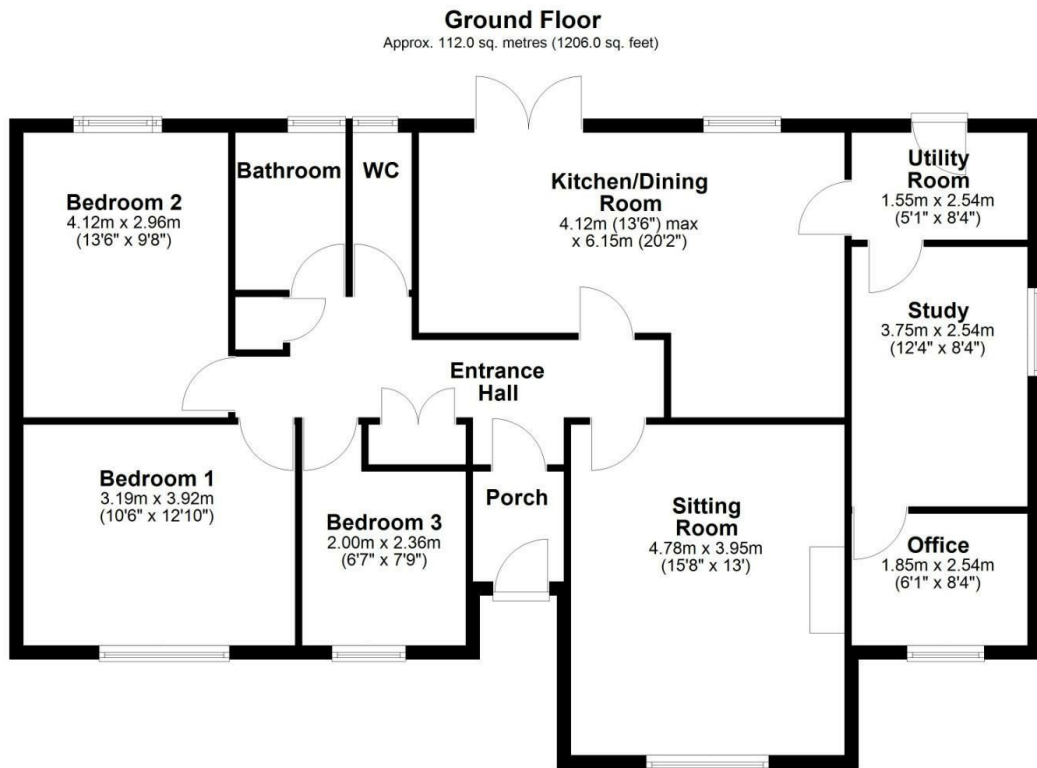 Ground Floor
Approx. 112.0 sq. metres (1206.0 sq. feet)
Bedroom 2
4.12m x 2.96m
(13'6" x 9'8")
Bathroom
WC
Kitchen/Dining
Room
4.12m (13'6") max
x 6.15m (20'2")
Utility
Room
1.55m x 2.54m
(5'1" x 8'4")
Study
3.75m x 2.54m
(12'4" x 8'4")
Entrance
Hall
Bedroom 1
3.19m x 3.92m
(10'6" x 12'10")
Bedroom 3
2.00m x 2.36m
(6'7" x 7'9")
Porch
Sitting
Room
4.78m x 3.95m
(15'8" x 13')
Office
1.85m x 2.54m
(6'1" x 8'4")